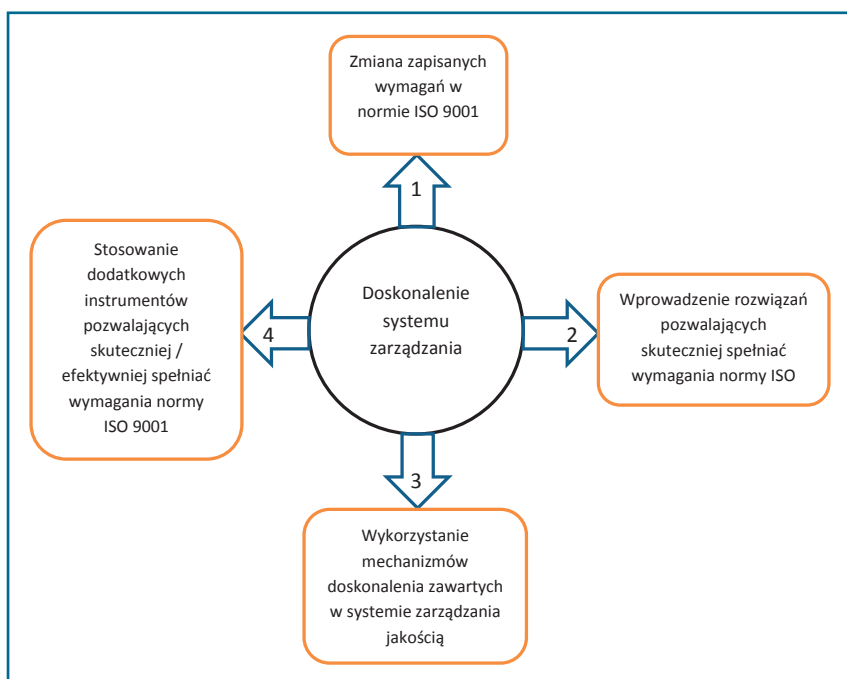 Zmiana zapisanych
wymagań w
normie ISO 9001
1
Stosowanie
dodatkowych
instrumentów
pozwalających
skuteczniej /
efektywniej spełniać
wymagania normy
ISO 9001
4
Doskonalenie
systemu
zarządzania
2
Wprowadzenie rozwiązań
pozwalających
skuteczniej spełniać
wymagania normy ISO
3
Wykorzystanie
mechanizmów
doskonalenia zawartych
w systemie zarządzania
jakością